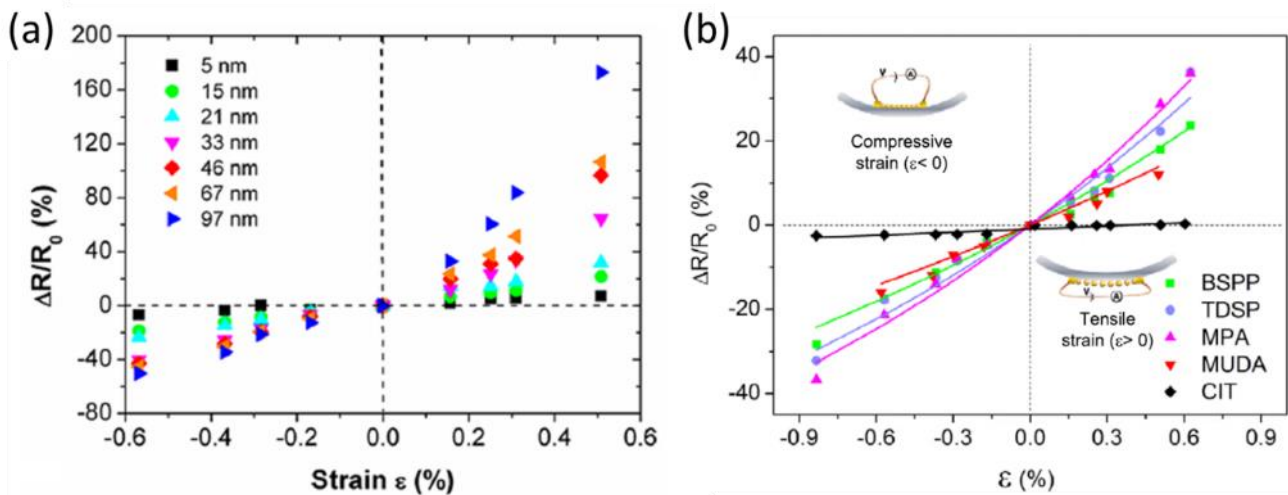 (a)
200
160
120
80
40
0
-40
-80
-0.6
-0.4
-0.2
0.0
0.2
0.4
0.6
ΔR/R₀ (%)
Strain ε (%)
5 nm
15 nm
21 nm
33 nm
46 nm
67 nm
97 nm
(b)
40
20
0
-20
-40
-0.9
-0.6
-0.3
0.0
0.3
0.6
0.9
ΔR/R₀ (%)
ε (%)
V
A
Compressive
strain (ε< 0)
V
A
Tensile
strain (ε> 0)
BSPP
TDSP
MPA
MUDA
CIT